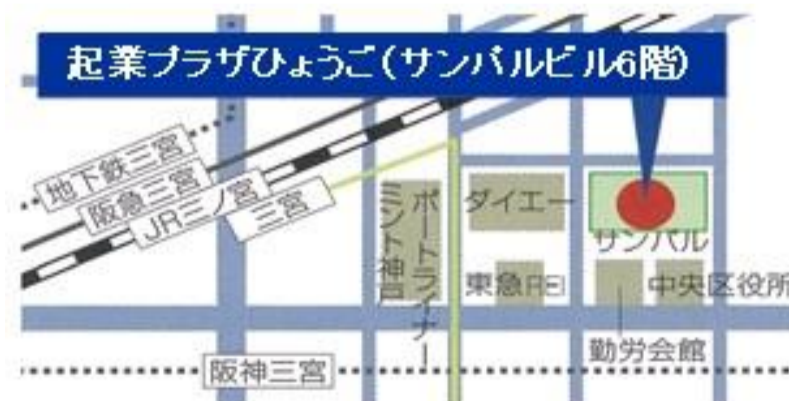 起業プラザひょうご(サンパルビル6階)
地下鉄三宮
阪急三宮
JR三ノ宮
三宮
ミント神戸
ポートライナー
ダイエー
サンパル
東急REI
中央区役所
勤労会館
阪神三宮